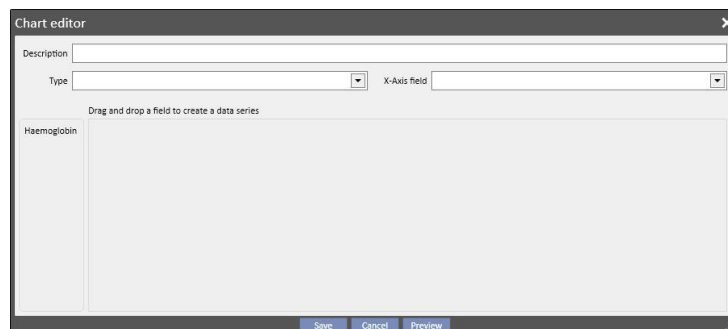 Chart editor
Description
Type X-Axis field
Drag and drop a field to create a data series
Haemoglobin
Save Cancel Preview